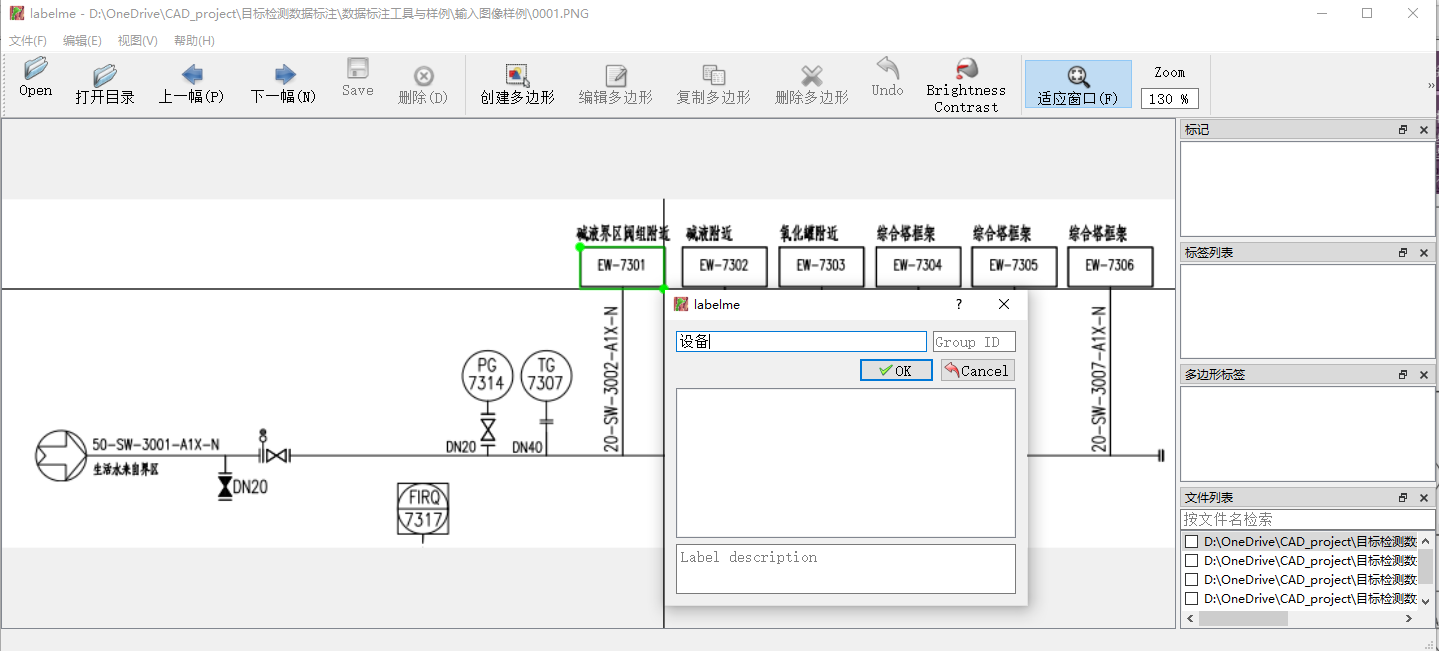 labelme - D:\OneDrive\CAD_project\目标检测数据标注\数据标注工具与样例\输入图像样例\0001.PNG
文件(F) 编辑(E) 视图(V) 帮助(H)
Open 打开目录 上一幅(P) 下一幅(N) Save 删除(D) 创建多边形 编辑多边形 复制多边形 删除多边形 Undo Brightness Contrast 适应窗口(F) Zoom
130 %
»
标记
标签列表
多边形标签
文件列表
按文件名检索
D:\OneDrive\CAD_project\目标检测数
D:\OneDrive\CAD_project\目标检测数
D:\OneDrive\CAD_project\目标检测数
D:\OneDrive\CAD_project\目标检测数
碱液界区阀组附近 碱液附近 氧化罐附近 综合塔框架 综合塔框架 综合塔框架
EW-7301 EW-7302 EW-7303 EW-7304 EW-7305 EW-7306
20-SW-3002-A1X-N
20-SW-3007-A1X-N
PG
7314
TG
7307
DN20
DN40
50-SW-3001-A1X-N
生活水来自界区
DN20
FIRQ
7317
labelme
?
设备
Group ID
OK
Cancel
Label description